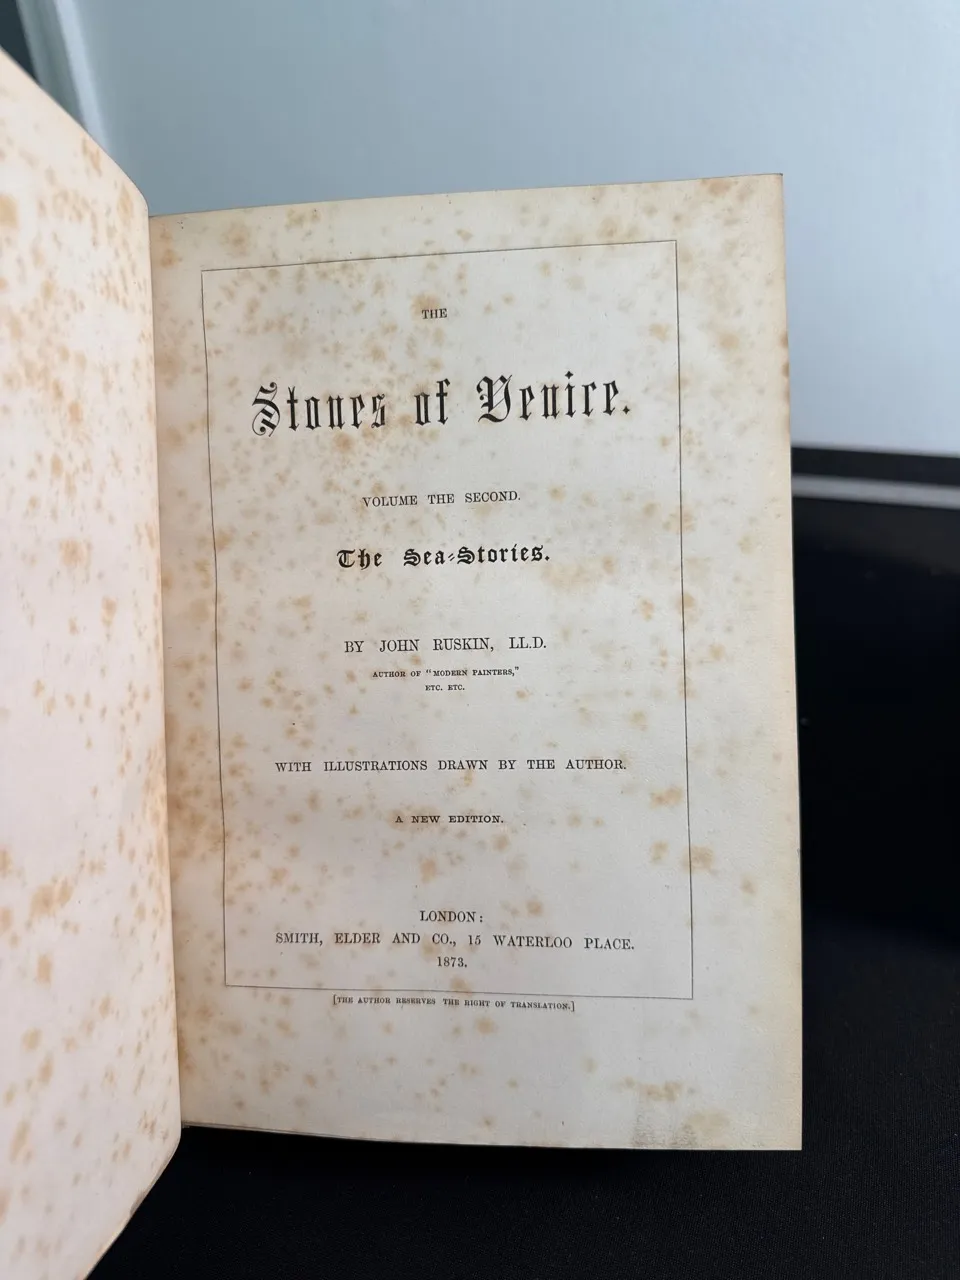 THE
Stones of Venice.
VOLUME THE SECOND.
The Sea-Stories.
BY JOHN RUSKIN, LL.D.
AUTHOR OF "MODERN PAINTERS,"
ETC. ETC.
WITH ILLUSTRATIONS DRAWN BY THE AUTHOR.
A NEW EDITION.
LONDON:
SMITH, ELDER AND CO., 15 WATERLOO PLACE.
1873.
[THE AUTHOR RESERVES THE RIGHT OF TRANSLATION.]